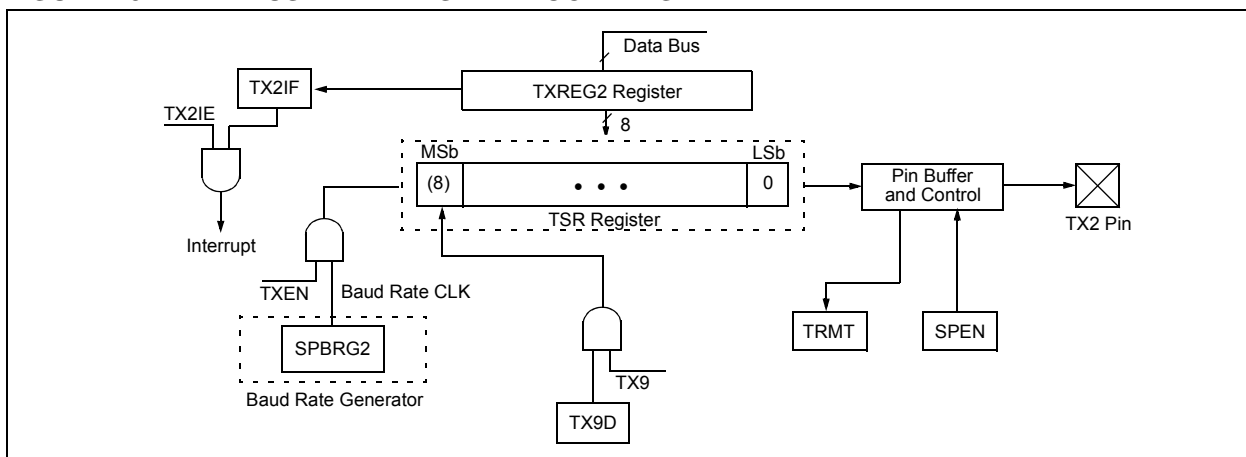 Data Bus
TX2IF
TXREG2 Register
TX2IE
8
MSb
LSb
(8)
• • •
0
Pin Buffer
and Control
TSR Register
TX2 Pin
Interrupt
TXEN
Baud Rate CLK
TRMT
SPEN
SPBRG2
TX9
Baud Rate Generator
TX9D